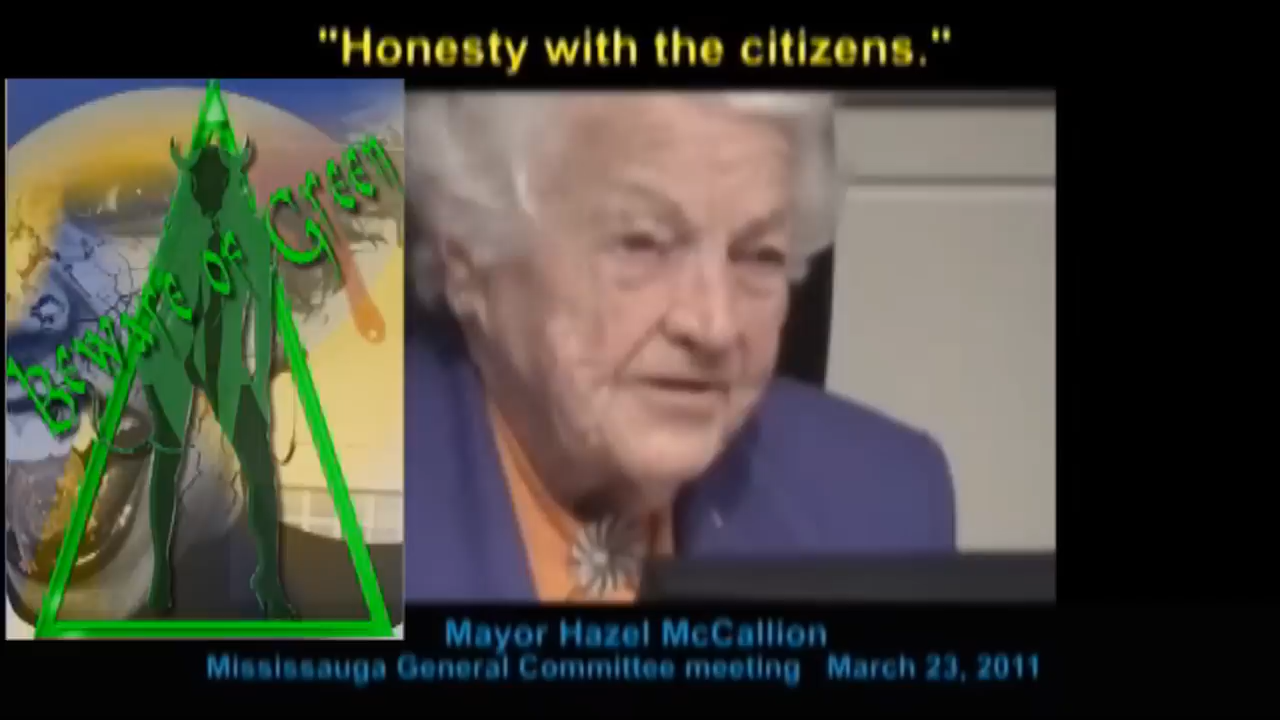 "Honesty with the citizens."
Beware of Green
Mayor Hazel McCallion
Mississauga General Committee meeting   March 23, 2011